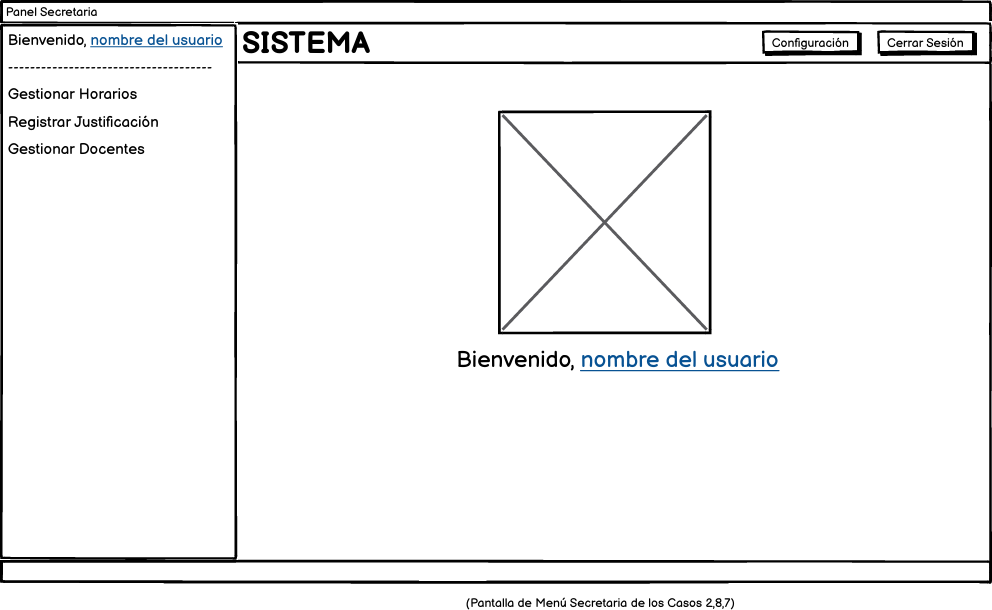 Panel Secretaria
Bienvenido, nombre del usuario
-------------------------------------
Gestionar Horarios
Registrar Justificación
Gestionar Docentes
SISTEMA
Configuración
Cerrar Sesión
Bienvenido, nombre del usuario
(Pantalla de Menú Secretaria de los Casos 2,8,7)